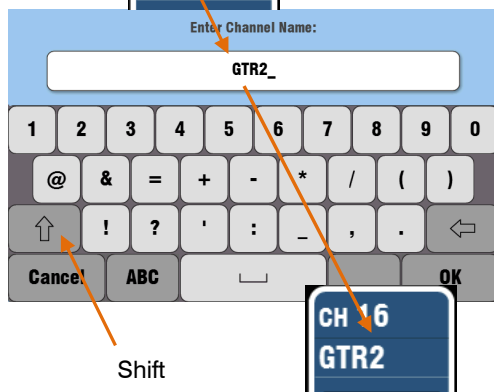 Enter Channel Name:
GTR2_
1 2 3 4 5 6 7 8 9 0
@ & = + - * / ( )
! ? ' : _ , .
Cancel ABC OK
CH 16
GTR2
Shift